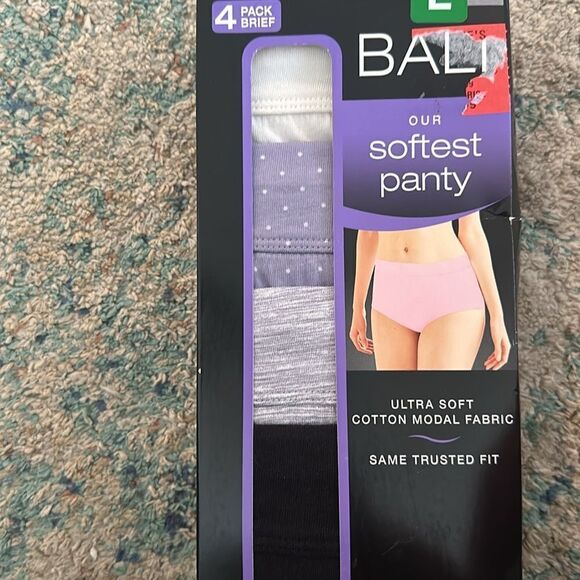 4 PACK
BRIEF
L
BALI
OUR
softest
panty
ULTRA SOFT
COTTON MODAL FABRIC
SAME TRUSTED FIT